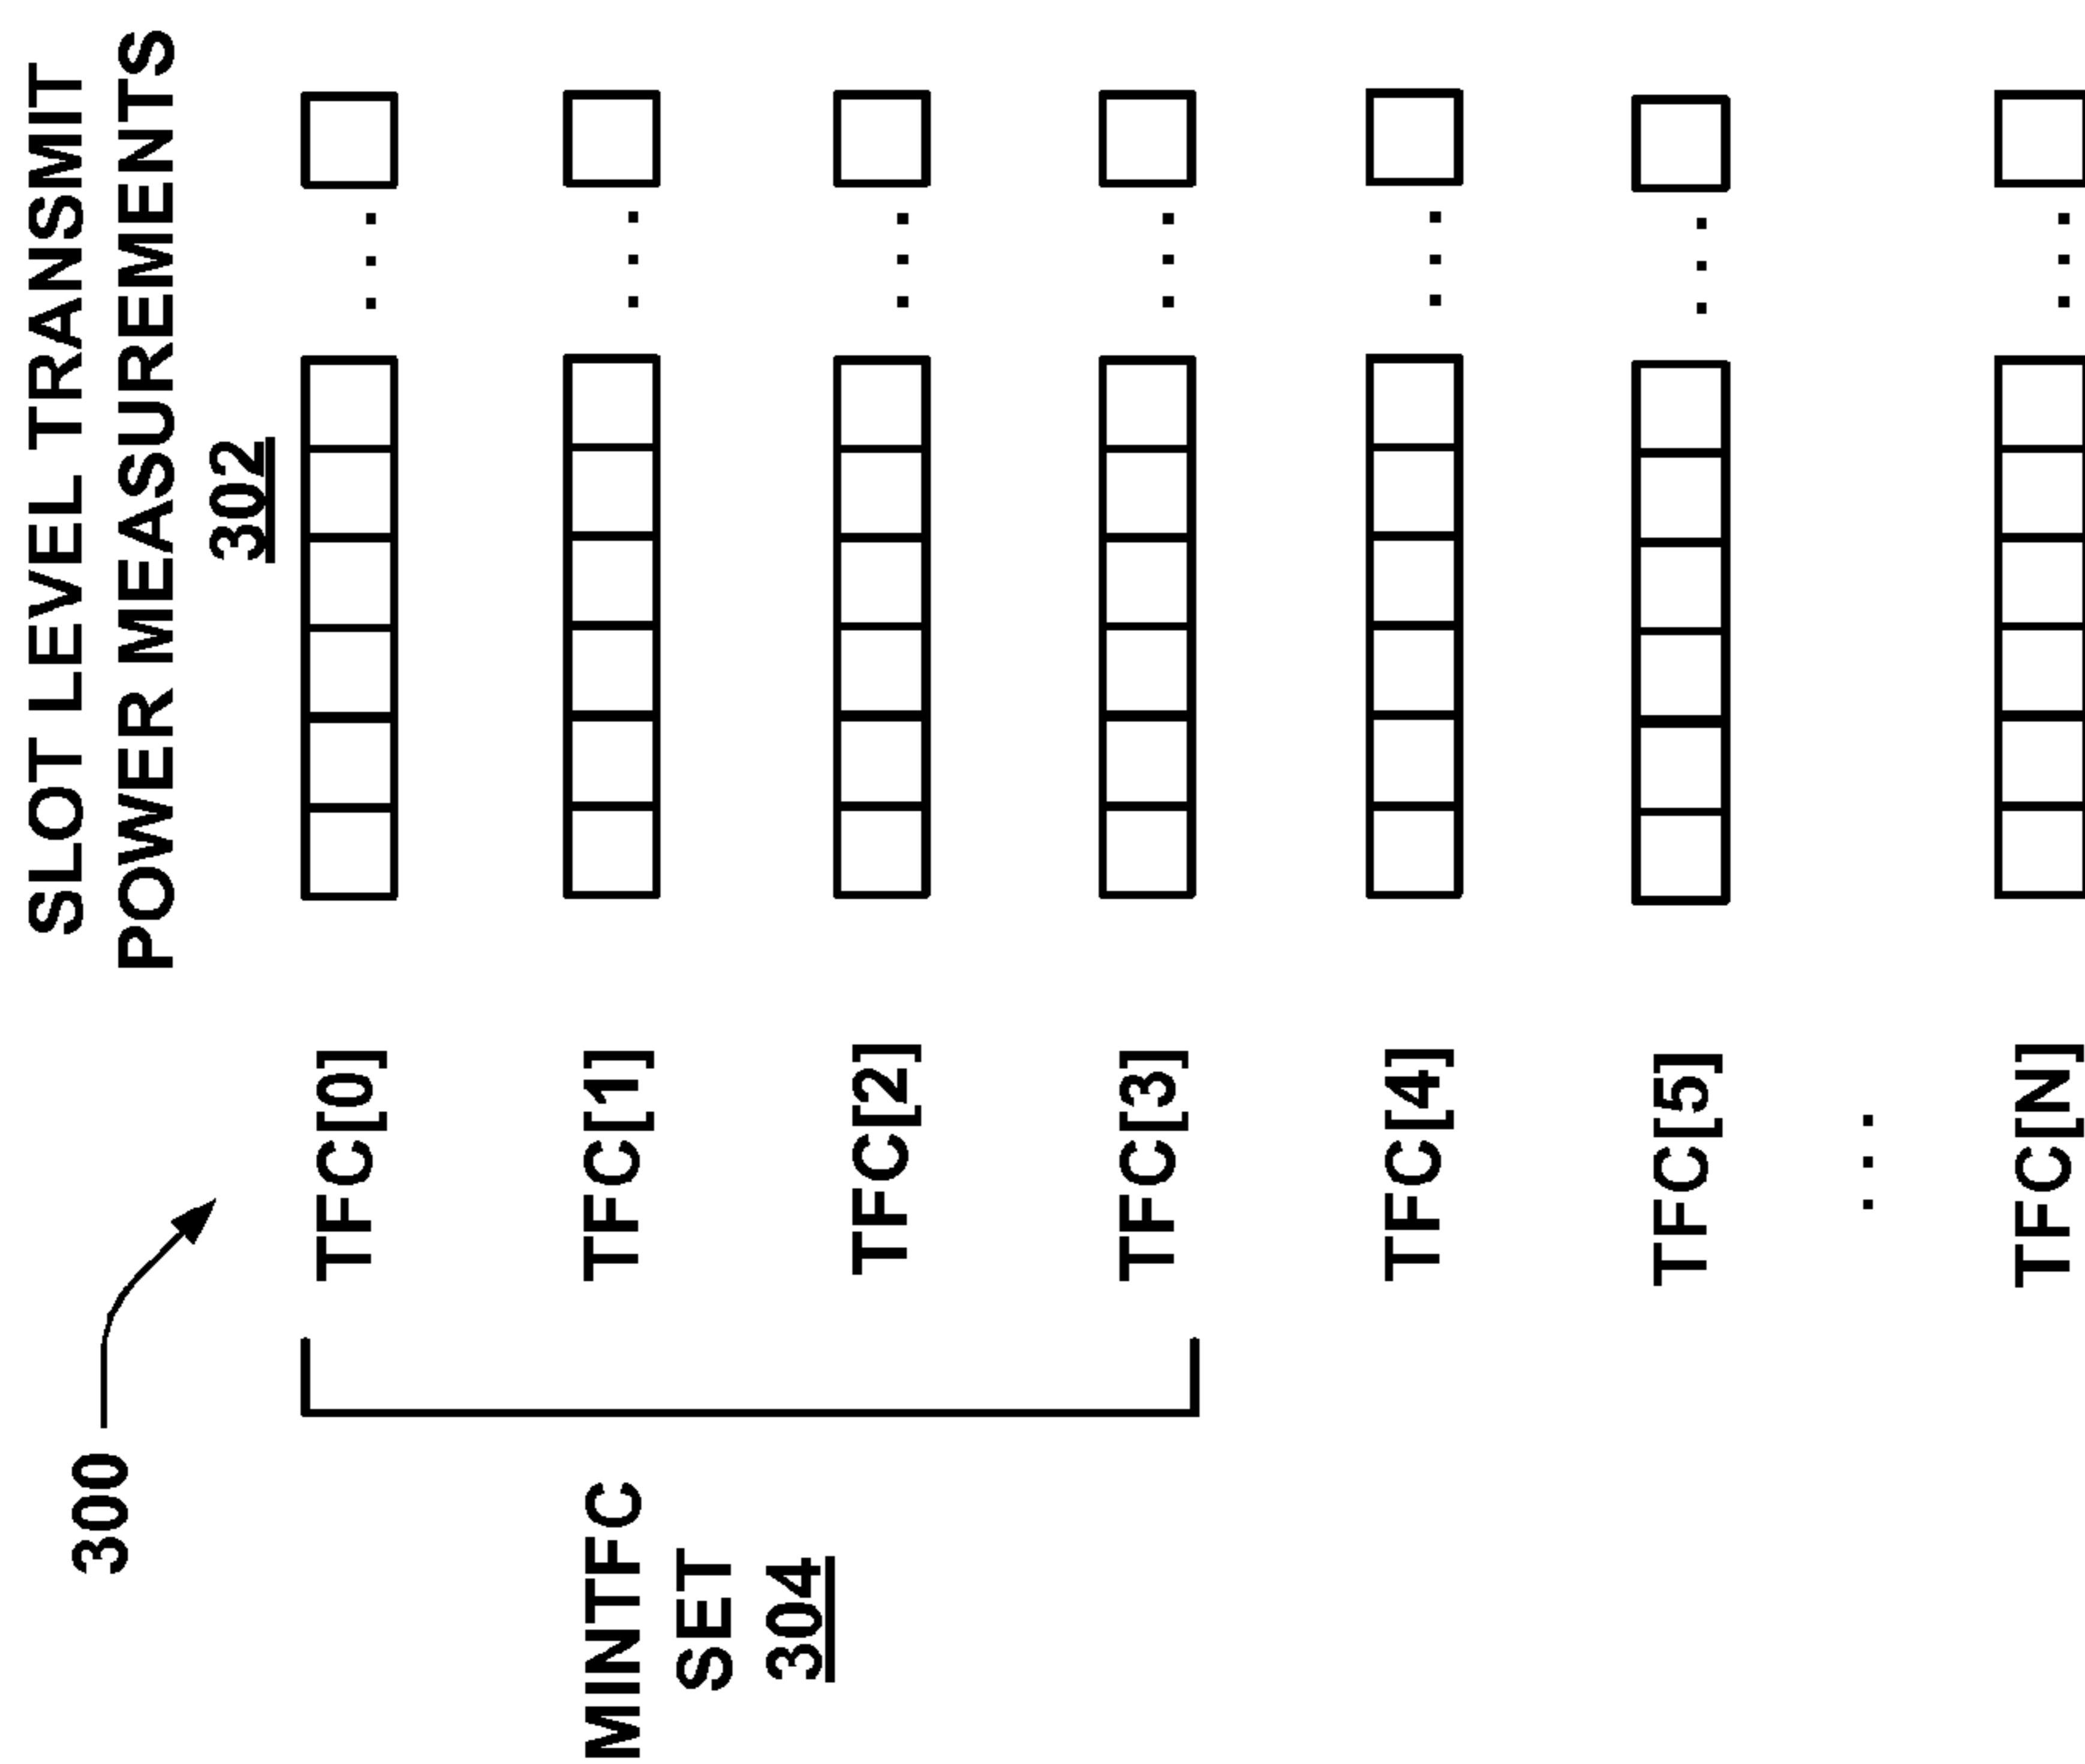 300
SLOT LEVEL TRANSMIT
POWER MEASUREMENTS
302
TFC[0]
TFC[1]
TFC[2]
TFC[3]
TFC[4]
TFC[5]
. . .
TFC[N]
MINTFC
SET
304